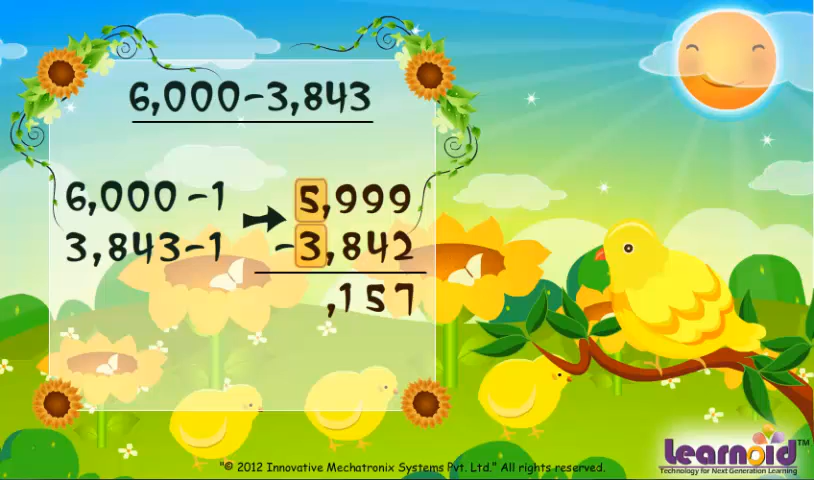 6,000-3,843
6,000 -1 → 5,999
3,843-1 -3,842
,157
Learnoid™
Technology for Next Generation Learning
"© 2012 Innovative Mechatronix Systems Pvt. Ltd." All rights reserved.